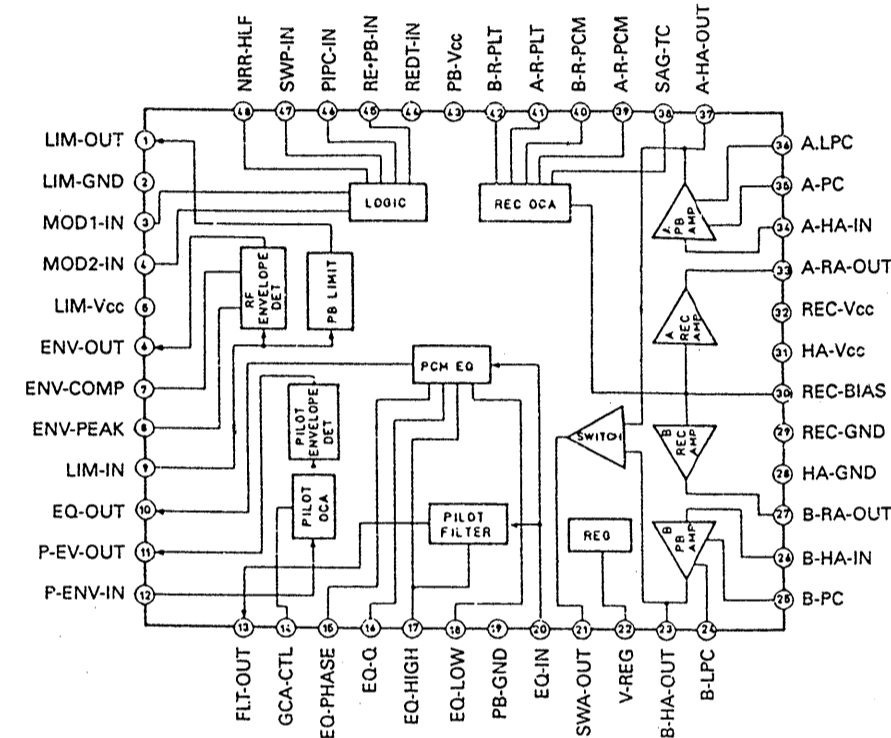 NRR-HLF
SWP-IN
PIPC-IN
RE•PB-IN
REDT-IN
PB-Vcc
B-R-PLT
A-R-PLT
B-R-PCM
A-R-PCM
SAG-TC
A-HA-OUT
48 47 46 45 44 43 42 41 40 39 38 37
LIM-OUT 1
LIM-GND 2
MOD1-IN 3
MOD2-IN 4
LIM-Vcc 5
ENV-OUT 6
ENV-COMP 7
ENV-PEAK 8
LIM-IN 9
EQ-OUT 10
P-EV-OUT 11
P-ENV-IN 12
LOGIC
REC OCA
RF
ENVELOPE
DET
PB LIMIT
PCM EQ
PILOT
ENVELOPE
DET
PILOT
OCA
PILOT
FILTER
SWITCH
REG
A
PB
AMP
A
REC
AMP
B
REC
AMP
B
PB
AMP
36 A.LPC
35 A-PC
34 A-HA-IN
33 A-RA-OUT
32 REC-Vcc
31 HA-Vcc
30 REC-BIAS
29 REC-GND
28 HA-GND
27 B-RA-OUT
26 B-HA-IN
25 B-PC
13 14 15 16 17 18 19 20 21 22 23 24
FLT-OUT
GCA-CTL
EQ-PHASE
EQ-Q
EQ-HIGH
EQ-LOW
PB-GND
EQ-IN
SWA-OUT
V-REG
B-HA-OUT
B-LPC